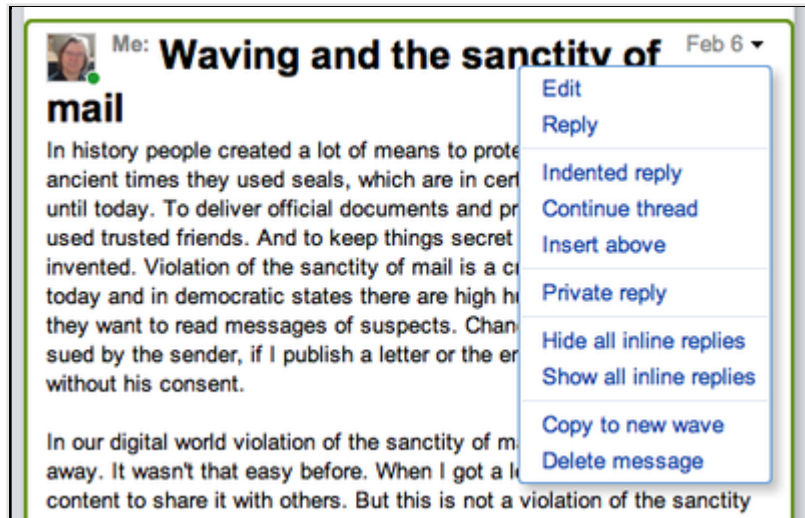 Me: Waving and the sanctity of Feb 6
mail
In history people created a lot of means to prote
ancient times they used seals, which are in cert
until today. To deliver official documents and pr
used trusted friends. And to keep things secret
invented. Violation of the sanctity of mail is a cr
today and in democratic states there are high hu
they want to read messages of suspects. Chan
sued by the sender, if I publish a letter or the em
without his consent.
In our digital world violation of the sanctity of ma
away. It wasn't that easy before. When I got a le
content to share it with others. But this is not a violation of the sanctity
Edit
Reply
Indented reply
Continue thread
Insert above
Private reply
Hide all inline replies
Show all inline replies
Copy to new wave
Delete message